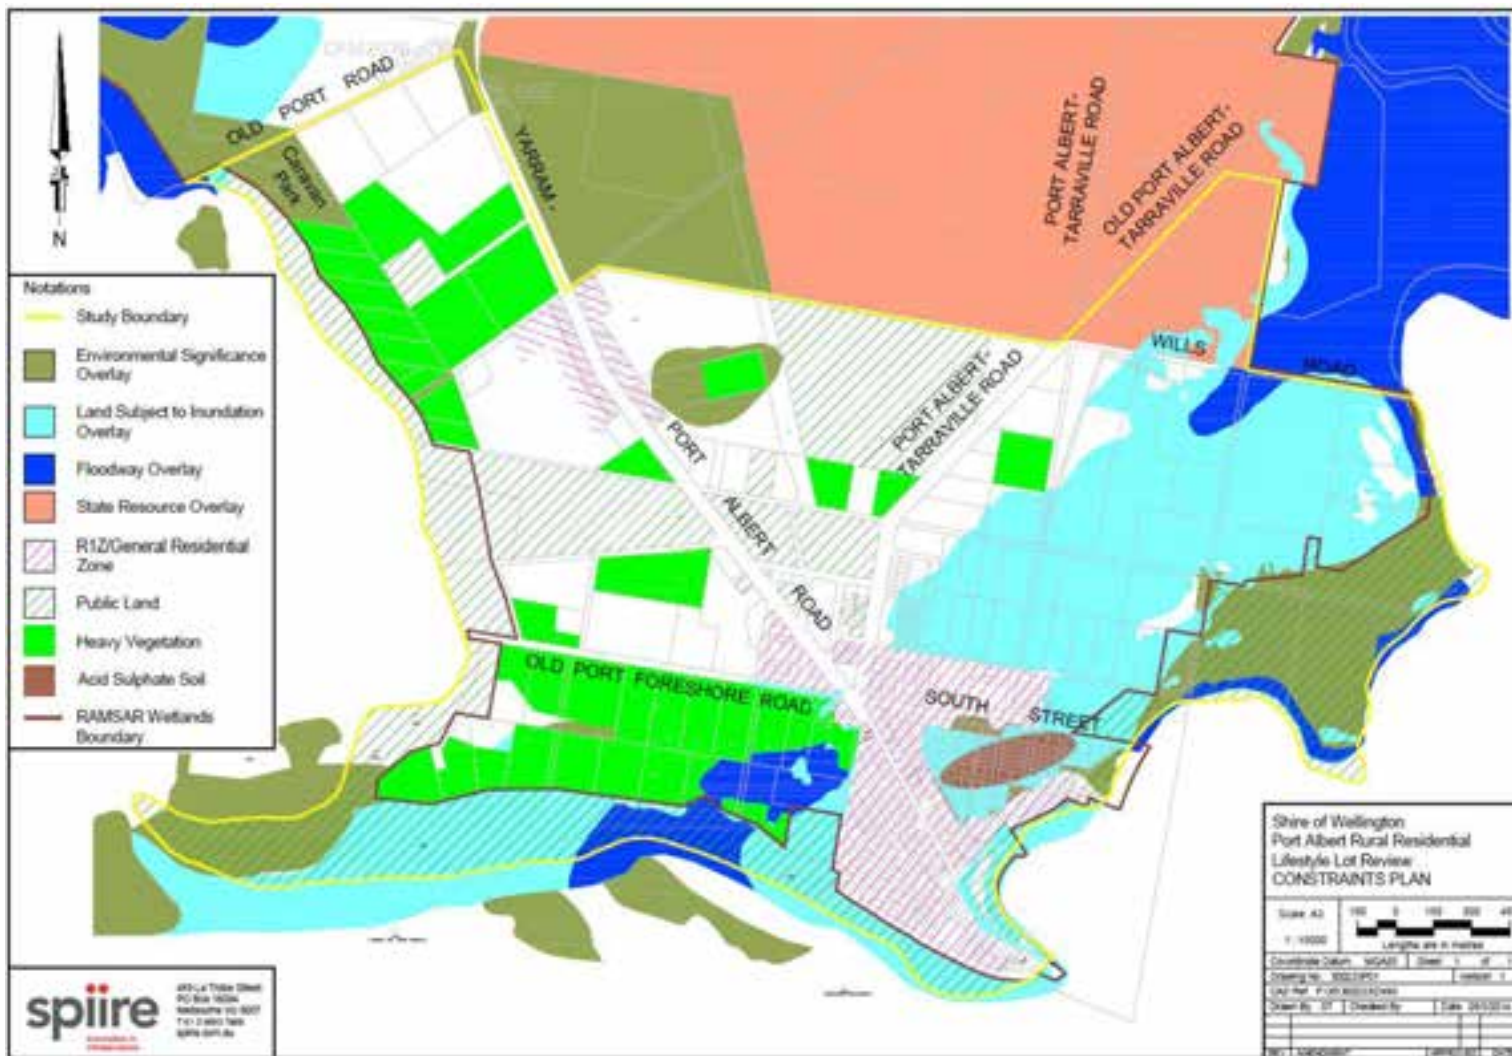 OLD PORT ROAD
Caravan
Park
YARRAM -
PORT
ALBERT
ROAD
PORT ALBERT-
TARRAVILLE ROAD
OLD PORT ALBERT-
TARRAVILLE ROAD
WILLS
ROAD
PORT ALBERT-
TARRAVILLE ROAD
OLD PORT FORESHORE ROAD
SOUTH
STREET
N
Notations
Study Boundary
Environmental Significance
Overlay
Land Subject to Inundation
Overlay
Floodway Overlay
State Resource Overlay
R1Z/General Residential
Zone
Public Land
Heavy Vegetation
Acid Sulphate Soil
RAMSAR Wetlands
Boundary
spiire
Shire of Wellington
Port Albert Rural Residential
Lifestyle Lot Review
CONSTRAINTS PLAN
Scale A3
Lengths are in metres